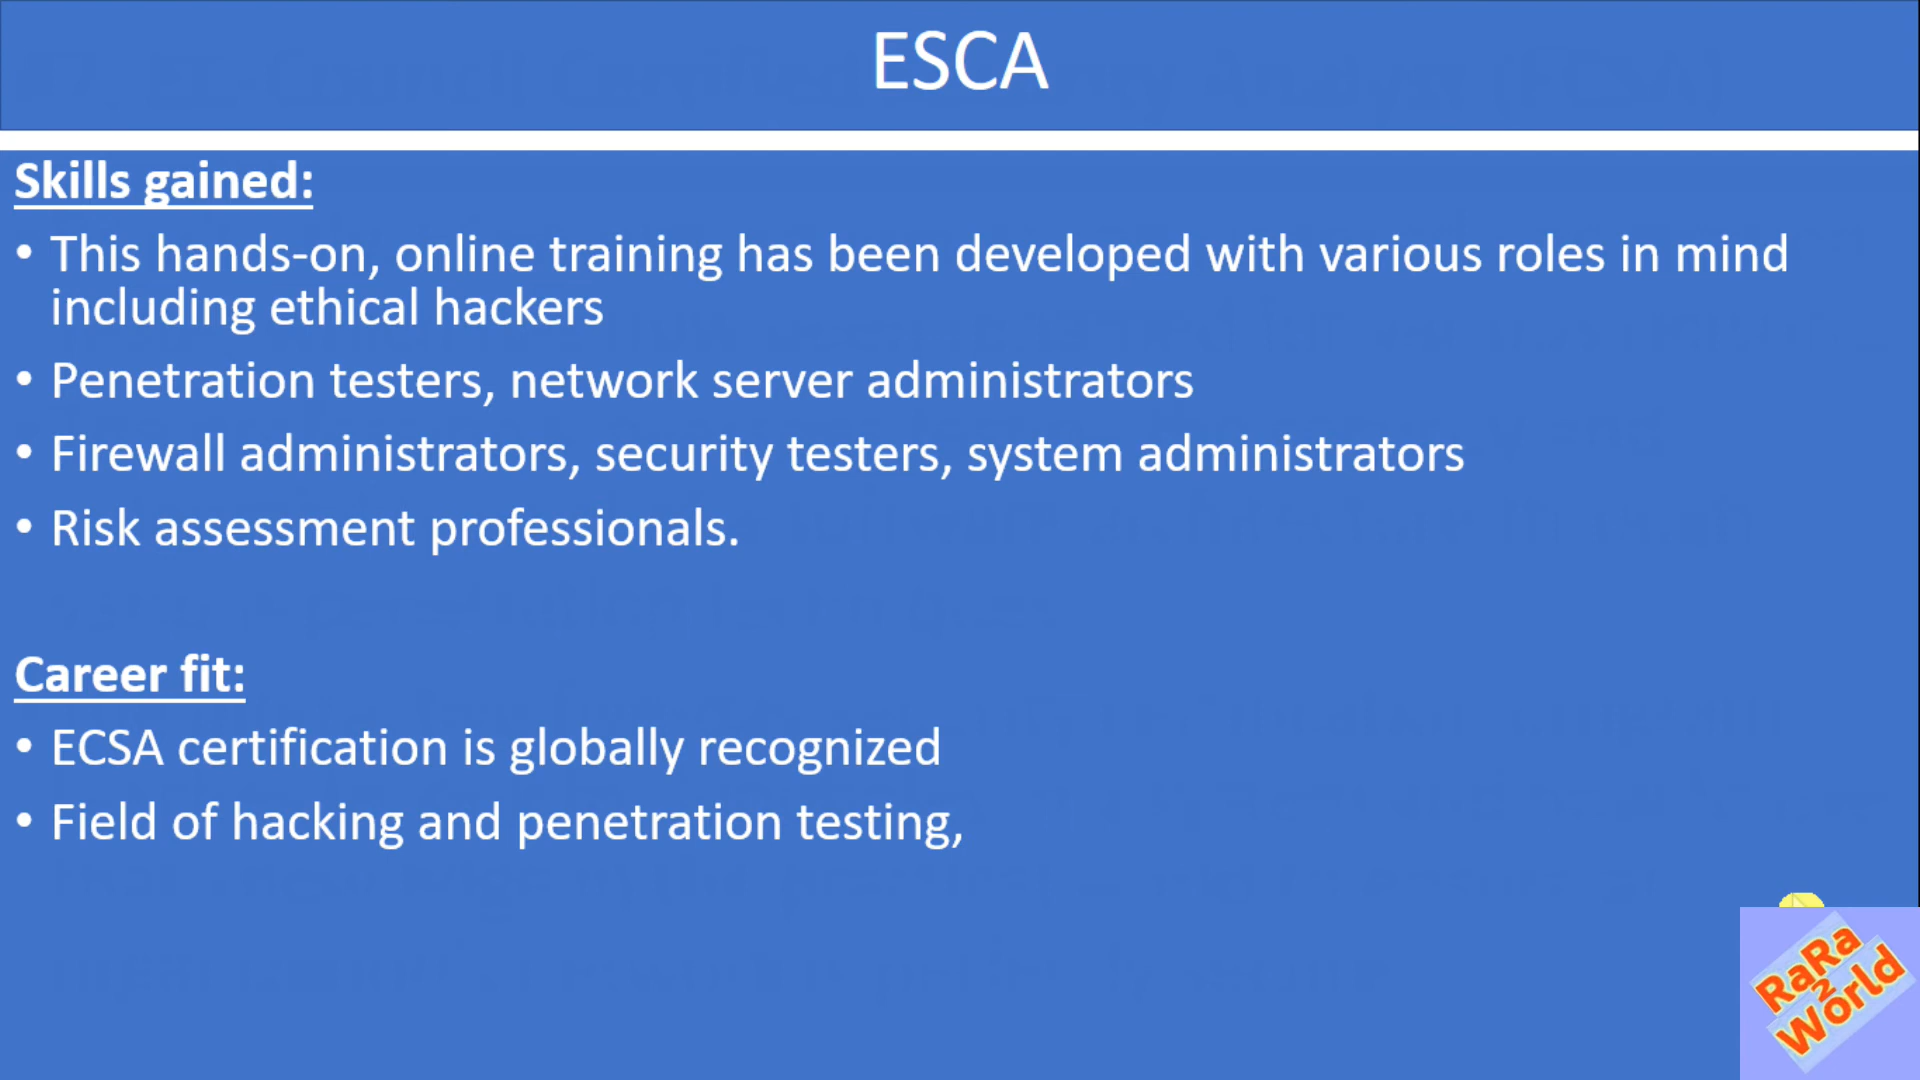 ESCA
Skills gained:
• This hands-on, online training has been developed with various roles in mind
including ethical hackers
• Penetration testers, network server administrators
• Firewall administrators, security testers, system administrators
• Risk assessment professionals.
Career fit:
• ECSA certification is globally recognized
• Field of hacking and penetration testing,
RaRa
2
World